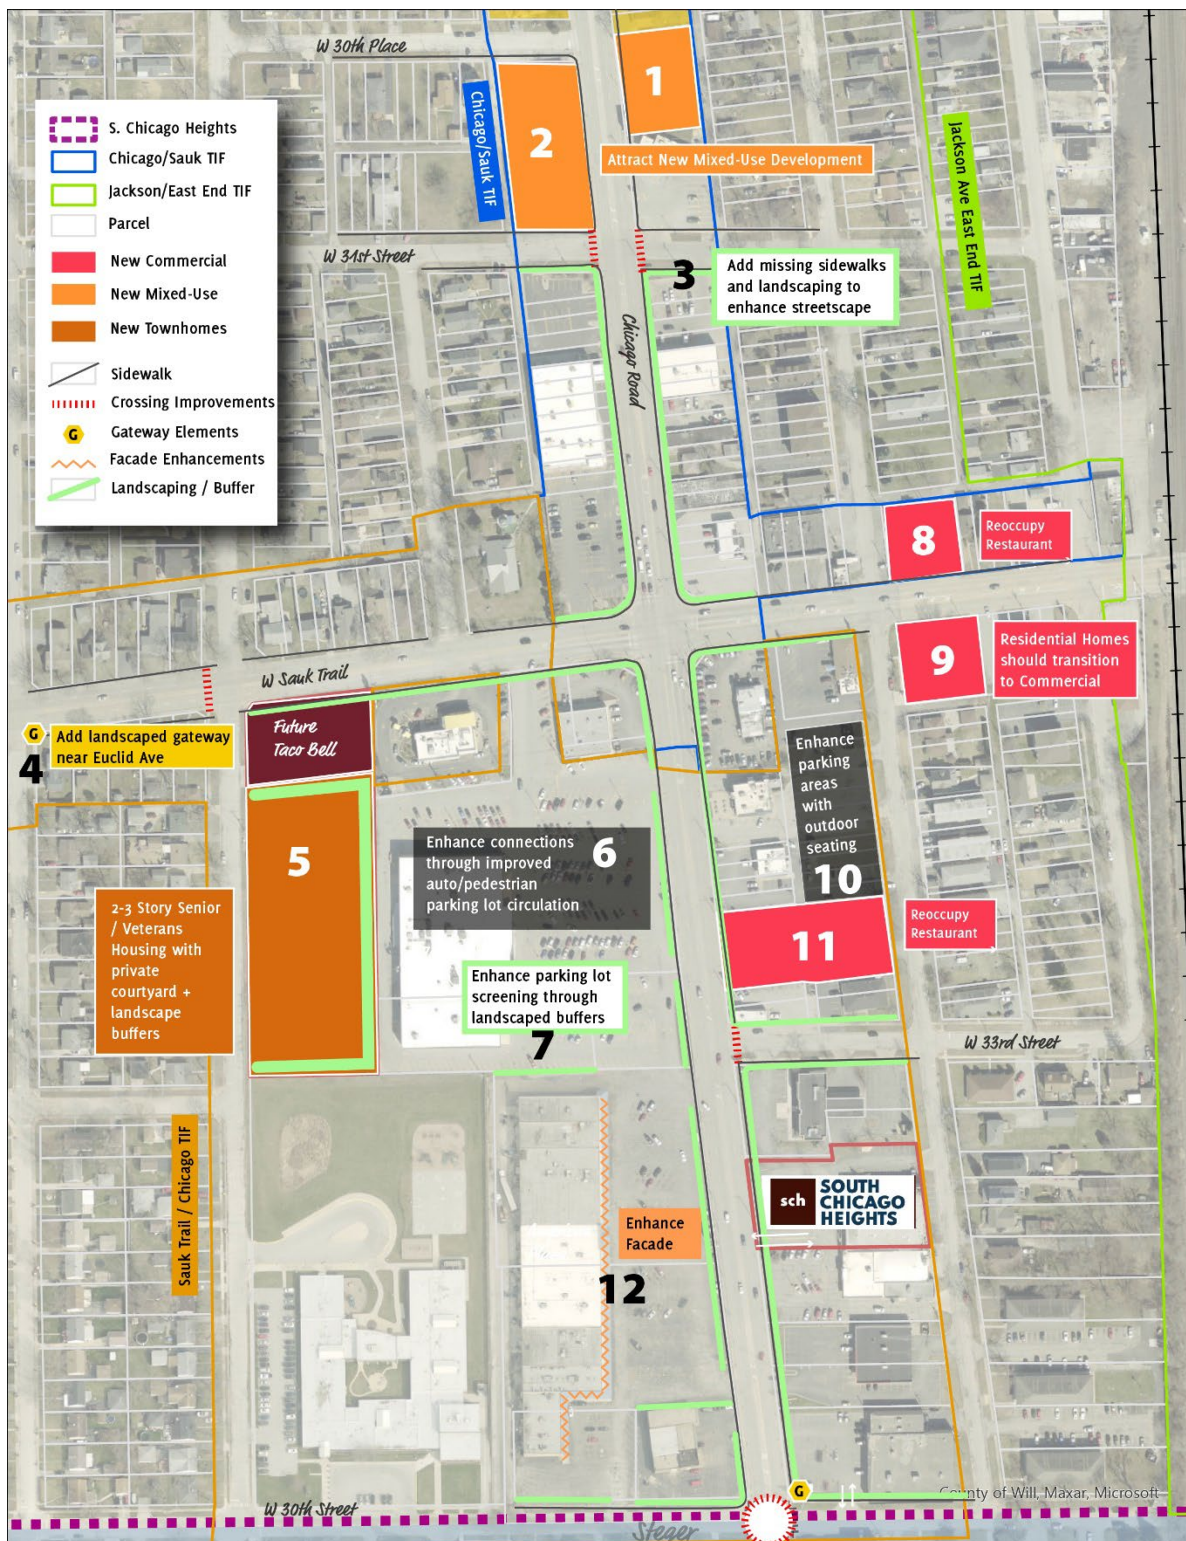 W 30th Place
1
2
Chicago/Sauk TIF
Attract New Mixed-Use Development
Jackson Ave East End TIF
S. Chicago Heights
Chicago/Sauk TIF
Jackson/East End TIF
Parcel
New Commercial
New Mixed-Use
New Townhomes
Sidewalk
Crossing Improvements
G
Gateway Elements
Facade Enhancements
Landscaping / Buffer
W 31st Street
3
Add missing sidewalks
and landscaping to
enhance streetscape
Chicago Road
8
Reoccupy
Restaurant
9
Residential Homes
should transition
to Commercial
W Sauk Trail
G
4
Add landscaped gateway
near Euclid Ave
Future
Taco Bell
5
2-3 Story Senior
/ Veterans
Housing with
private
courtyard +
landscape
buffers
Enhance connections
through improved
auto/pedestrian
parking lot circulation
6
Enhance
parking
areas
with
outdoor
seating
10
11
Reoccupy
Restaurant
Enhance parking lot
screening through
landscaped buffers
7
W 33rd Street
Sauk Trail / Chicago TIF
sch
SOUTH
CHICAGO
HEIGHTS
Enhance
Facade
12
W 30th Street
G
County of Will, Maxar, Microsoft
Steger